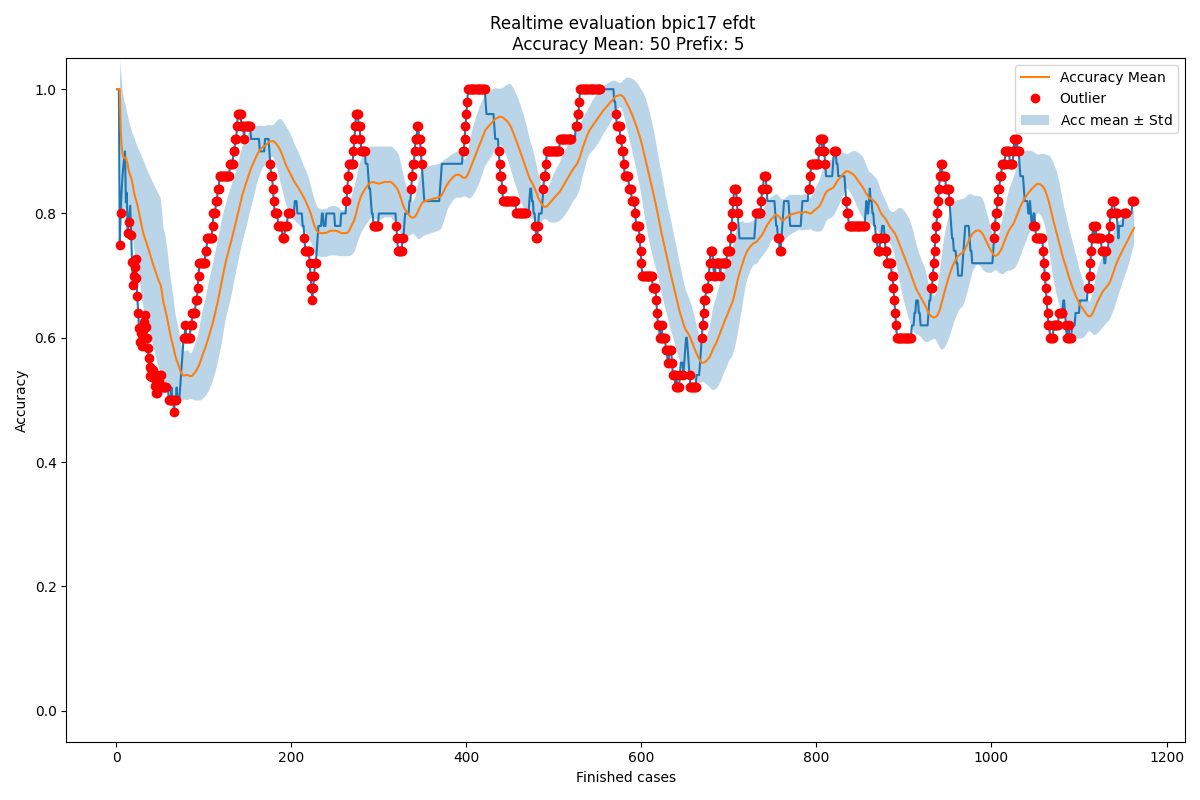 Realtime evaluation bpic17 efdt
Accuracy Mean: 50 Prefix: 5
Accuracy Mean
Outlier
Acc mean ± Std
1.0
0.8
0.6
0.4
0.2
0.0
Accuracy
0 200 400 600 800 1000 1200
Finished cases